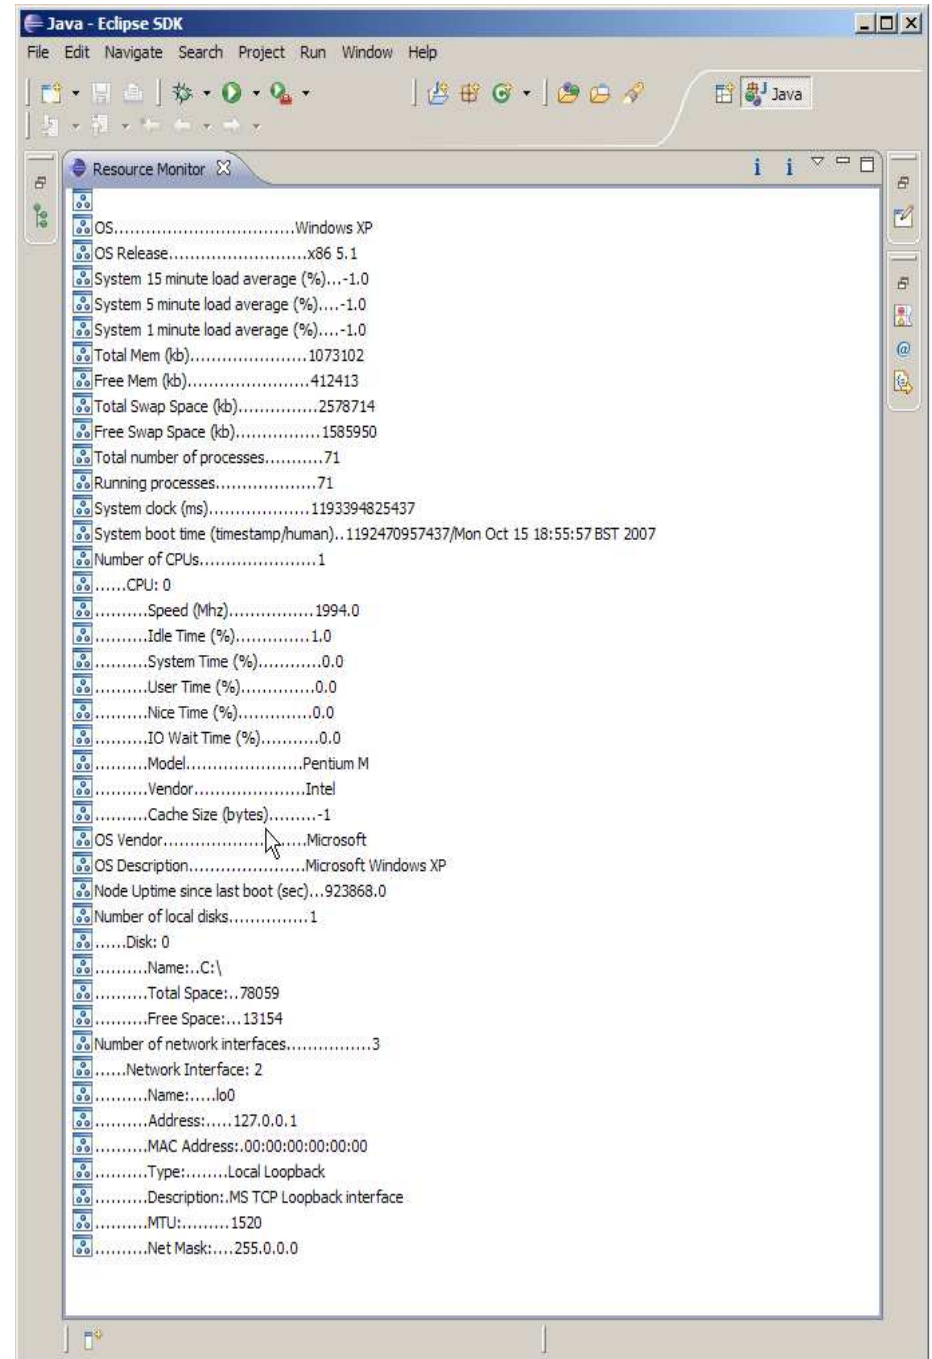 Java - Eclipse SDK
File Edit Navigate Search Project Run Window Help
Java
Resource Monitor
OS..................................Windows XP
OS Release..........................x86 5.1
System 15 minute load average (%)...-1.0
System 5 minute load average (%)....-1.0
System 1 minute load average (%)....-1.0
Total Mem (kb)......................1073102
Free Mem (kb).......................412413
Total Swap Space (kb)...............2578714
Free Swap Space (kb)................1585950
Total number of processes...........71
Running processes...................71
System clock (ms)...................1193394825437
System boot time (timestamp/human)..1192470957437/Mon Oct 15 18:55:57 BST 2007
Number of CPUs......................1
......CPU: 0
..........Speed (Mhz)................1994.0
..........Idle Time (%)..............1.0
..........System Time (%)............0.0
..........User Time (%)..............0.0
..........Nice Time (%)..............0.0
..........IO Wait Time (%)...........0.0
..........Model......................Pentium M
..........Vendor.....................Intel
..........Cache Size (bytes).........-1
OS Vendor...........................Microsoft
OS Description......................Microsoft Windows XP
Node Uptime since last boot (sec)...923868.0
Number of local disks...............1
......Disk: 0
..........Name:..C:\
..........Total Space:..78059
..........Free Space:...13154
Number of network interfaces................3
......Network Interface: 2
..........Name:.....lo0
..........Address:.....127.0.0.1
..........MAC Address:.00:00:00:00:00:00
..........Type:........Local Loopback
..........Description:.MS TCP Loopback interface
..........MTU:.........1520
..........Net Mask:....255.0.0.0